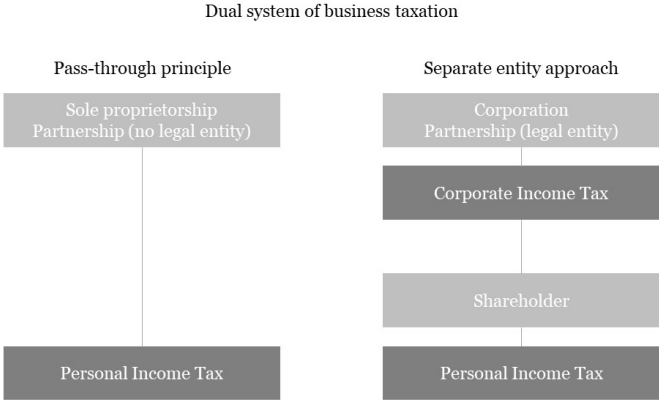 Dual system of business taxation
Pass-through principle
Sole proprietorship
Partnership (no legal entity)
Personal Income Tax
Separate entity approach
Corporation
Partnership (legal entity)
Corporate Income Tax
Shareholder
Personal Income Tax